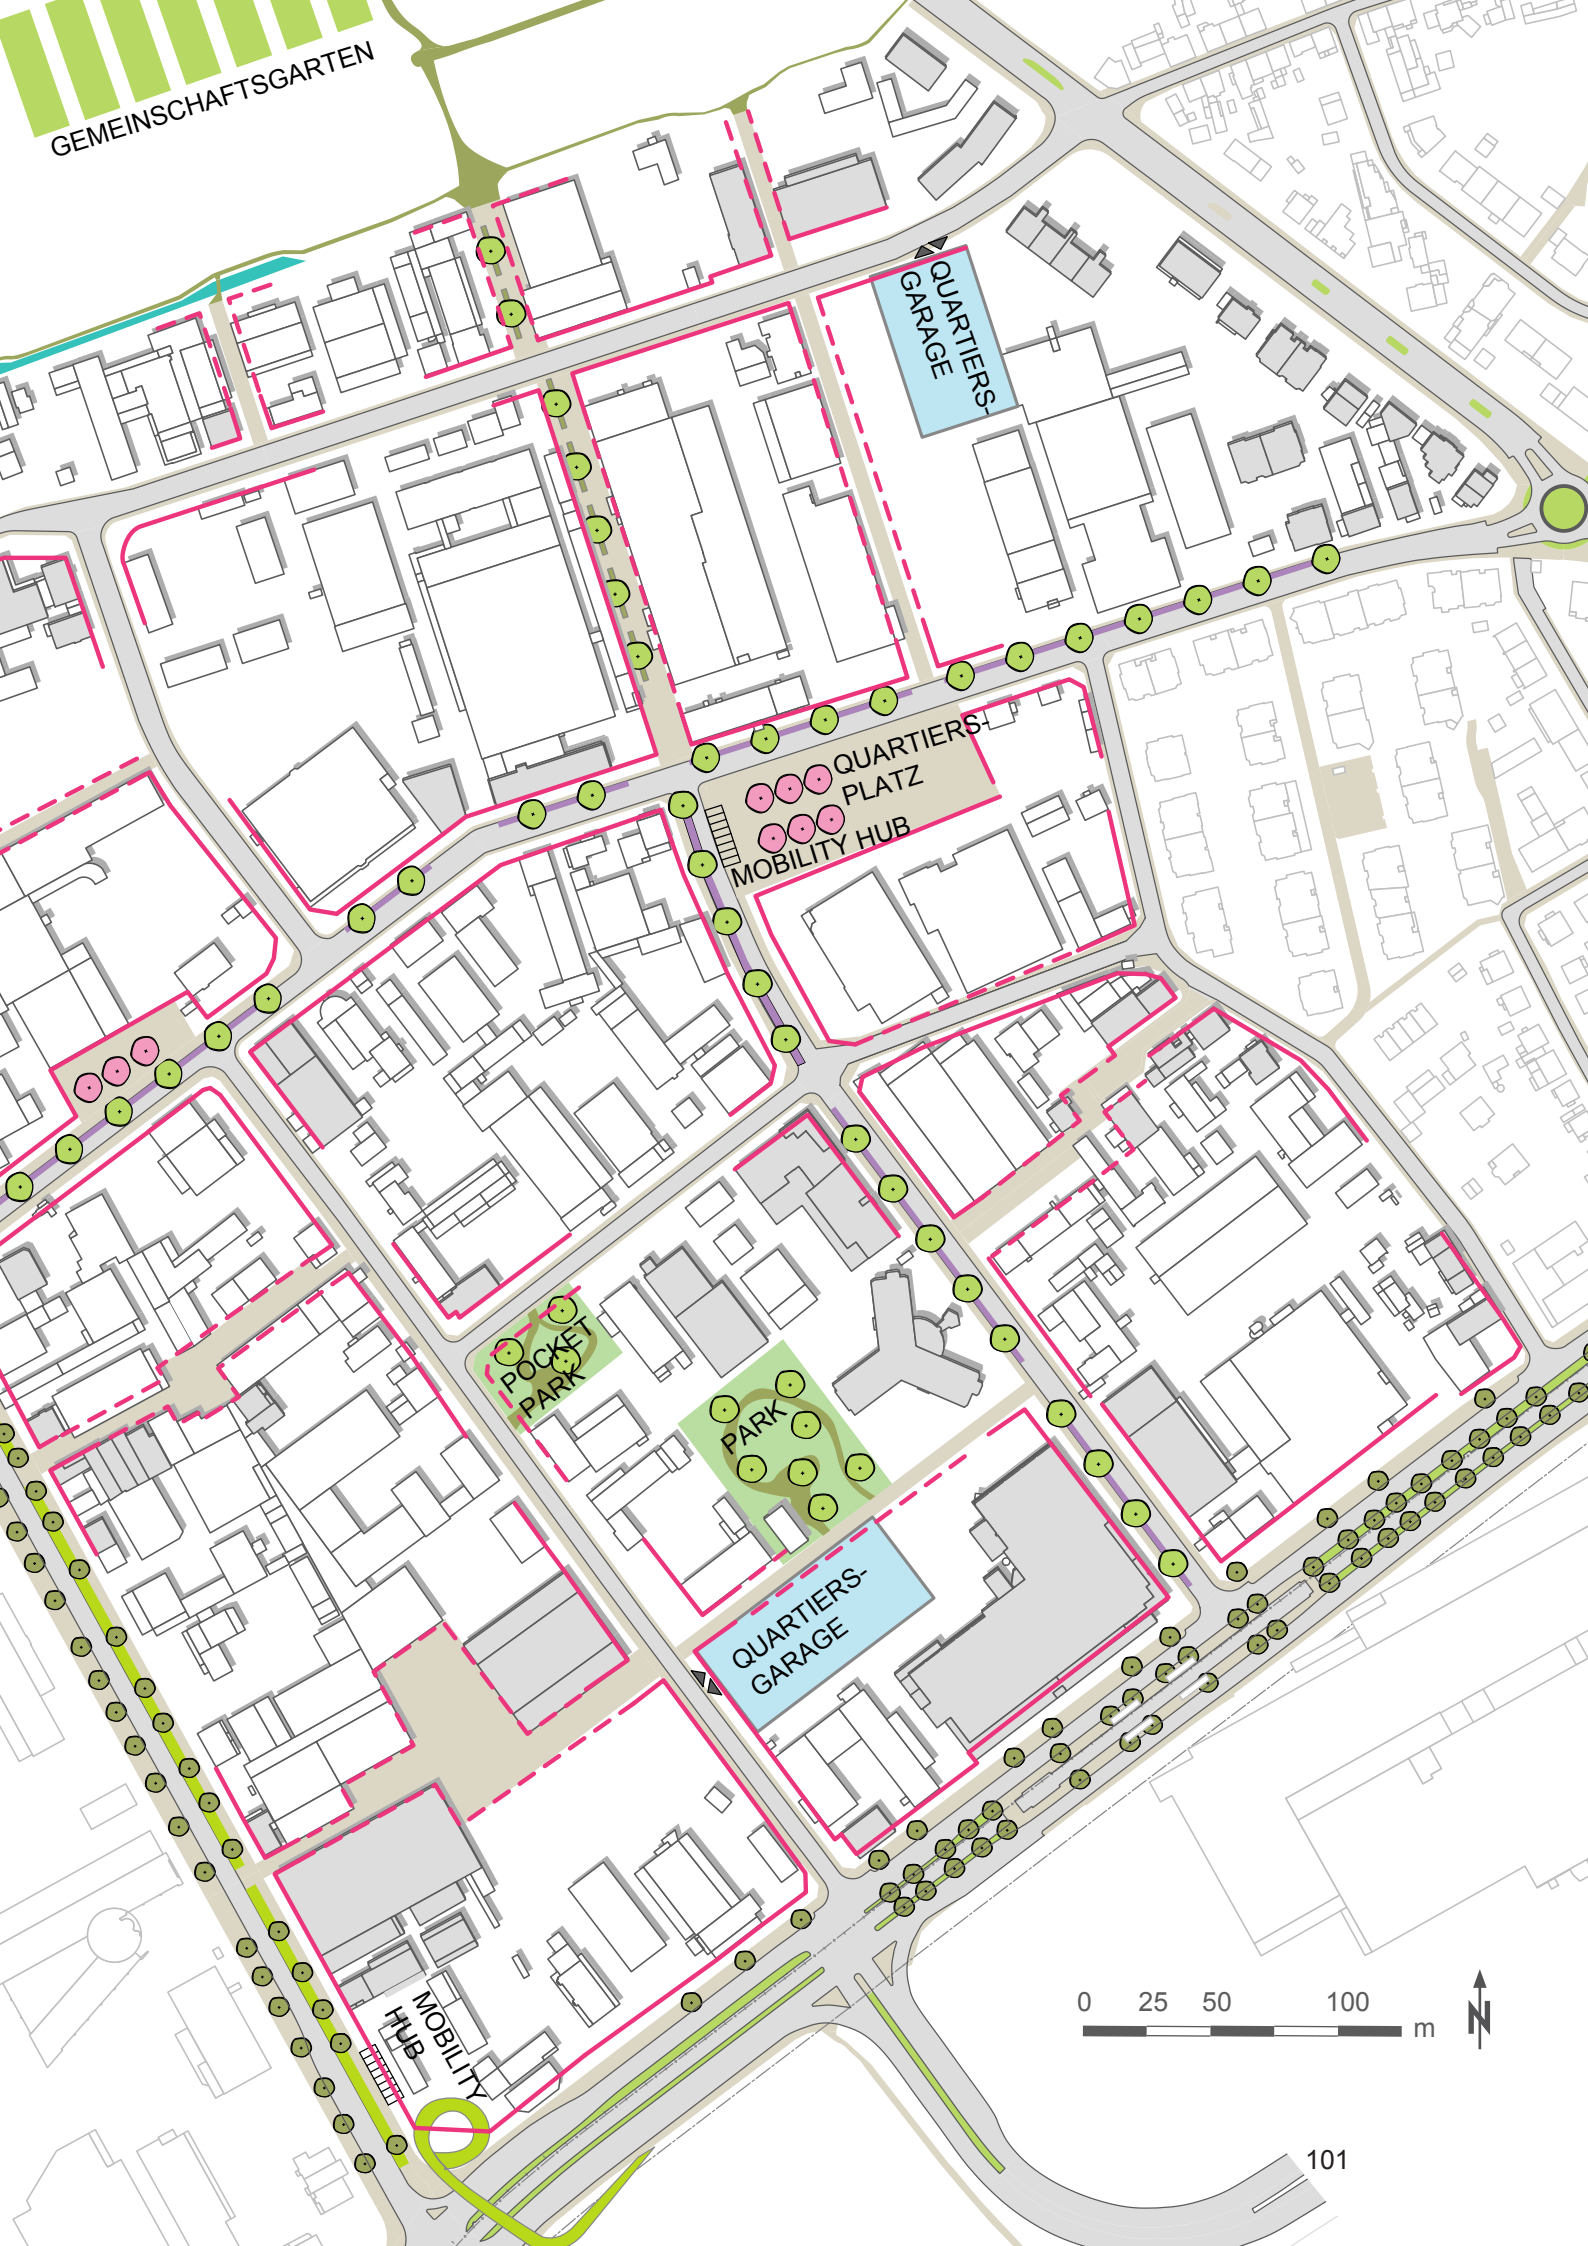 GEMEINSCHAFTSGARTEN
QUARTIERS-
GARAGE
QUARTIERS-
PLATZ
MOBILITY HUB
POCKET
PARK
PARK
QUARTIERS-
GARAGE
MOBILITY
HUB
0 25 50 100 m
N
101